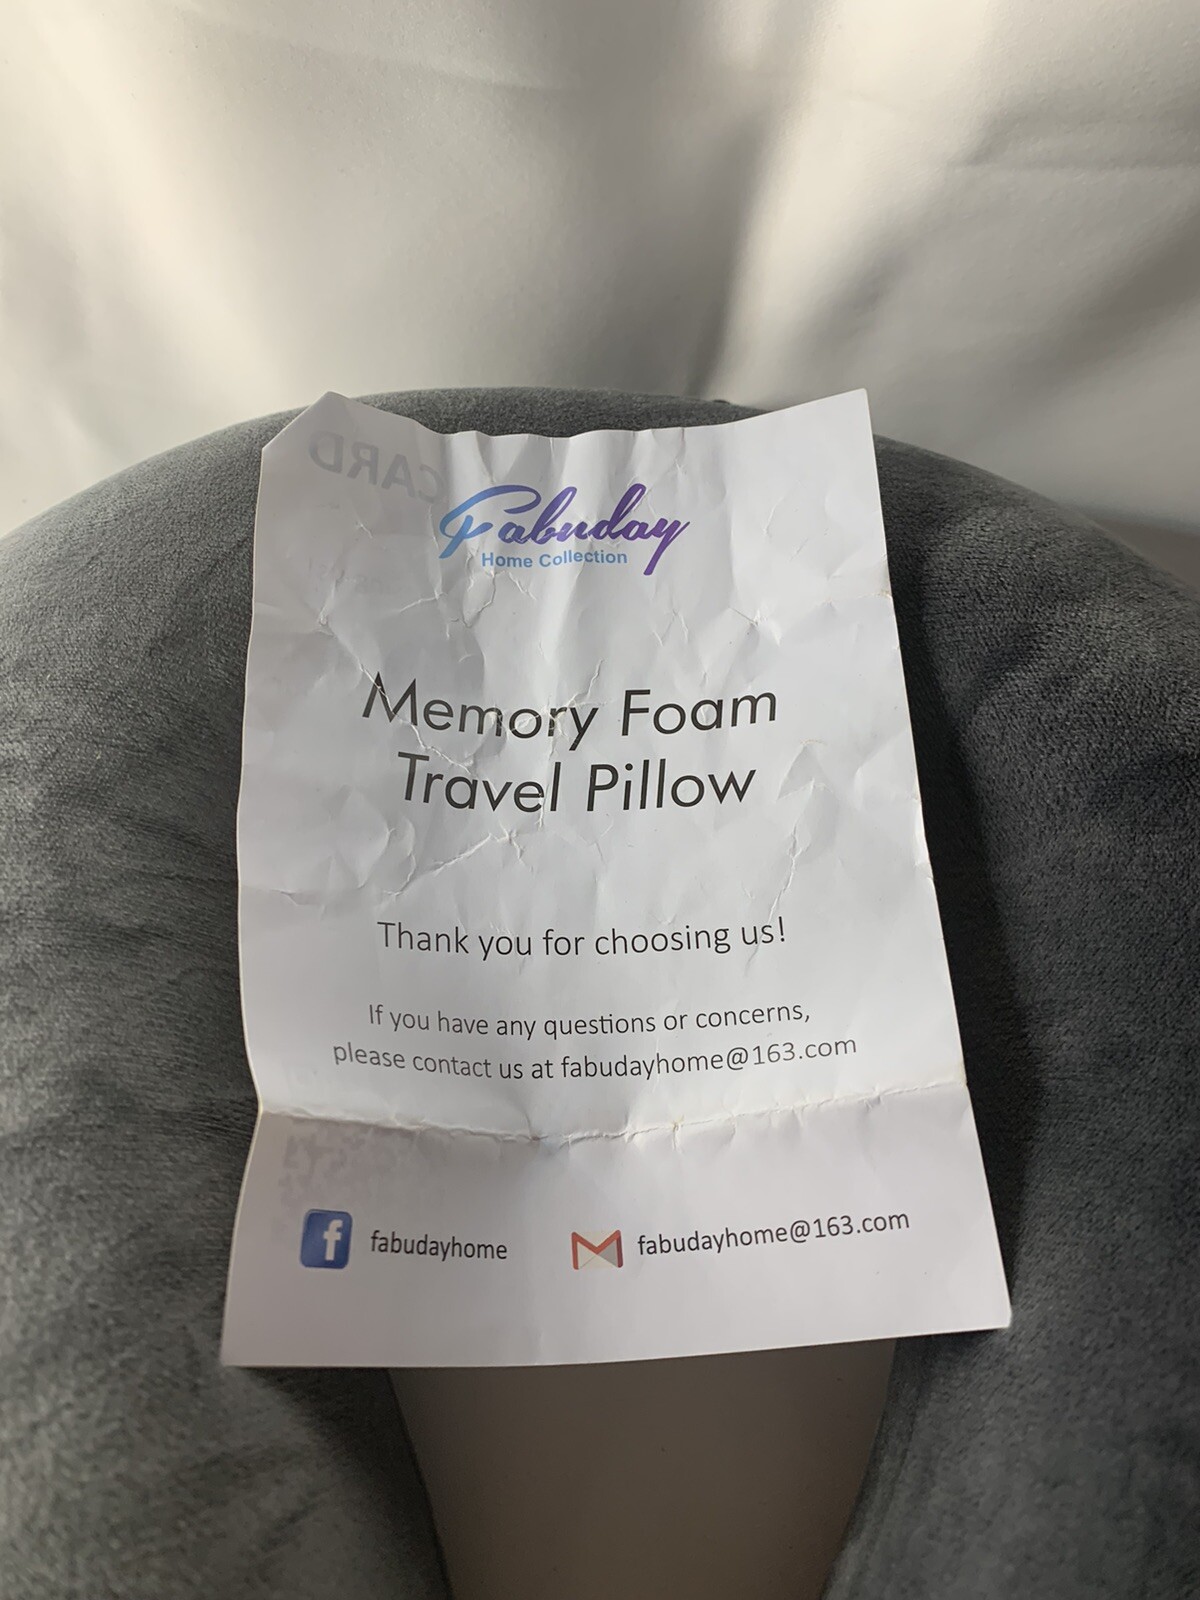 CARD
Fabuday
Home Collection
Memory Foam
Travel Pillow
Thank you for choosing us!
If you have any questions or concerns,
please contact us at fabudayhome@163.com
f fabudayhome
fabudayhome@163.com